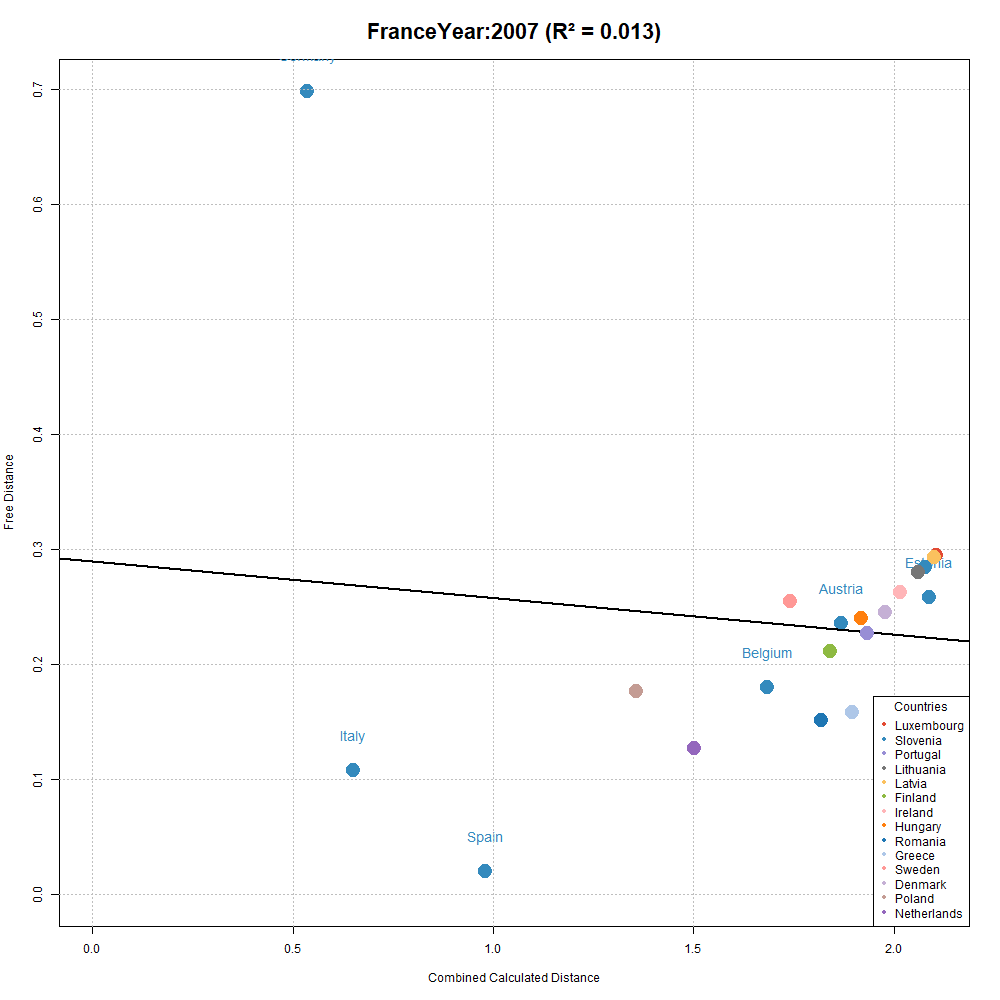 FranceYear:2007 (R² = 0.013)
0.7
0.6
0.5
0.4
0.3
0.2
0.1
0.0
Free Distance
Estonia
Austria
Belgium
Italy
Spain
Countries
Luxembourg
Slovenia
Portugal
Lithuania
Latvia
Finland
Ireland
Hungary
Romania
Greece
Sweden
Denmark
Poland
Netherlands
0.0
0.5
1.0
1.5
2.0
Combined Calculated Distance